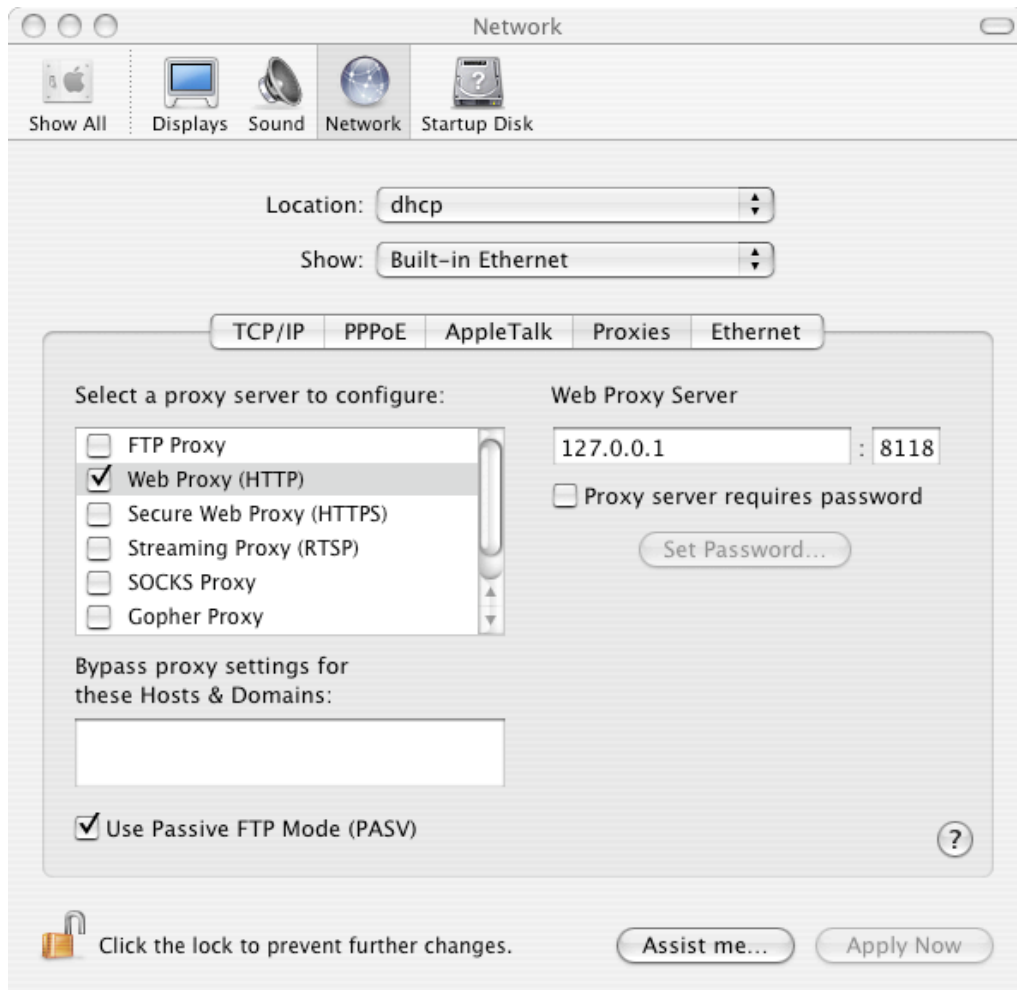 Network
Show All Displays Sound Network Startup Disk
Location: dhcp
Show: Built-in Ethernet
TCP/IP PPPoE AppleTalk Proxies Ethernet
Select a proxy server to configure:
FTP Proxy
Web Proxy (HTTP)
Secure Web Proxy (HTTPS)
Streaming Proxy (RTSP)
SOCKS Proxy
Gopher Proxy
Web Proxy Server
127.0.0.1 : 8118
Proxy server requires password
Set Password...
Bypass proxy settings for
these Hosts & Domains:
Use Passive FTP Mode (PASV)
?
Click the lock to prevent further changes.
Assist me... Apply Now